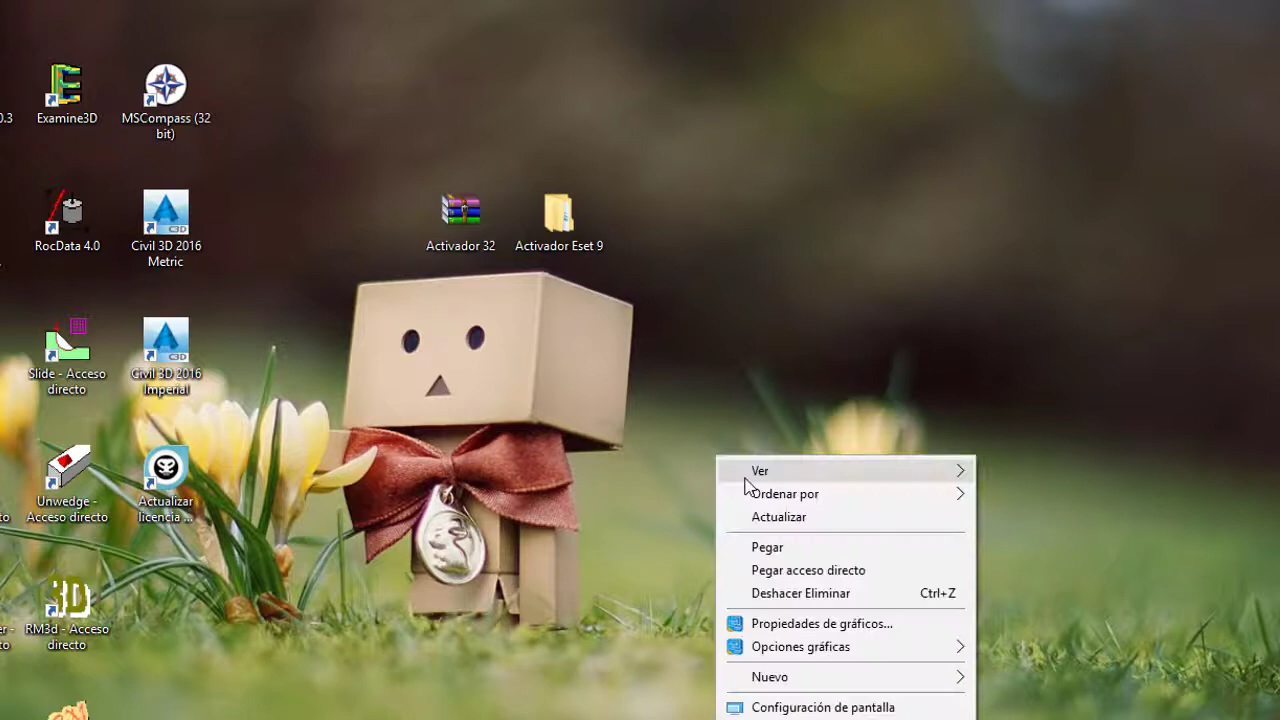 0.3
Examine3D
MSCompass (32
bit)
RocData 4.0
Civil 3D 2016
Metric
Activador 32
Activador Eset 9
Slide - Acceso
directo
Civil 3D 2016
Imperial
Unwedge -
Acceso directo
Actualizar
licencia ...
RM3d - Acceso
directo
Ver
Ordenar por
Actualizar
Pegar
Pegar acceso directo
Deshacer Eliminar Ctrl+Z
Propiedades de gráficos...
Opciones gráficas
Nuevo
Configuración de pantalla